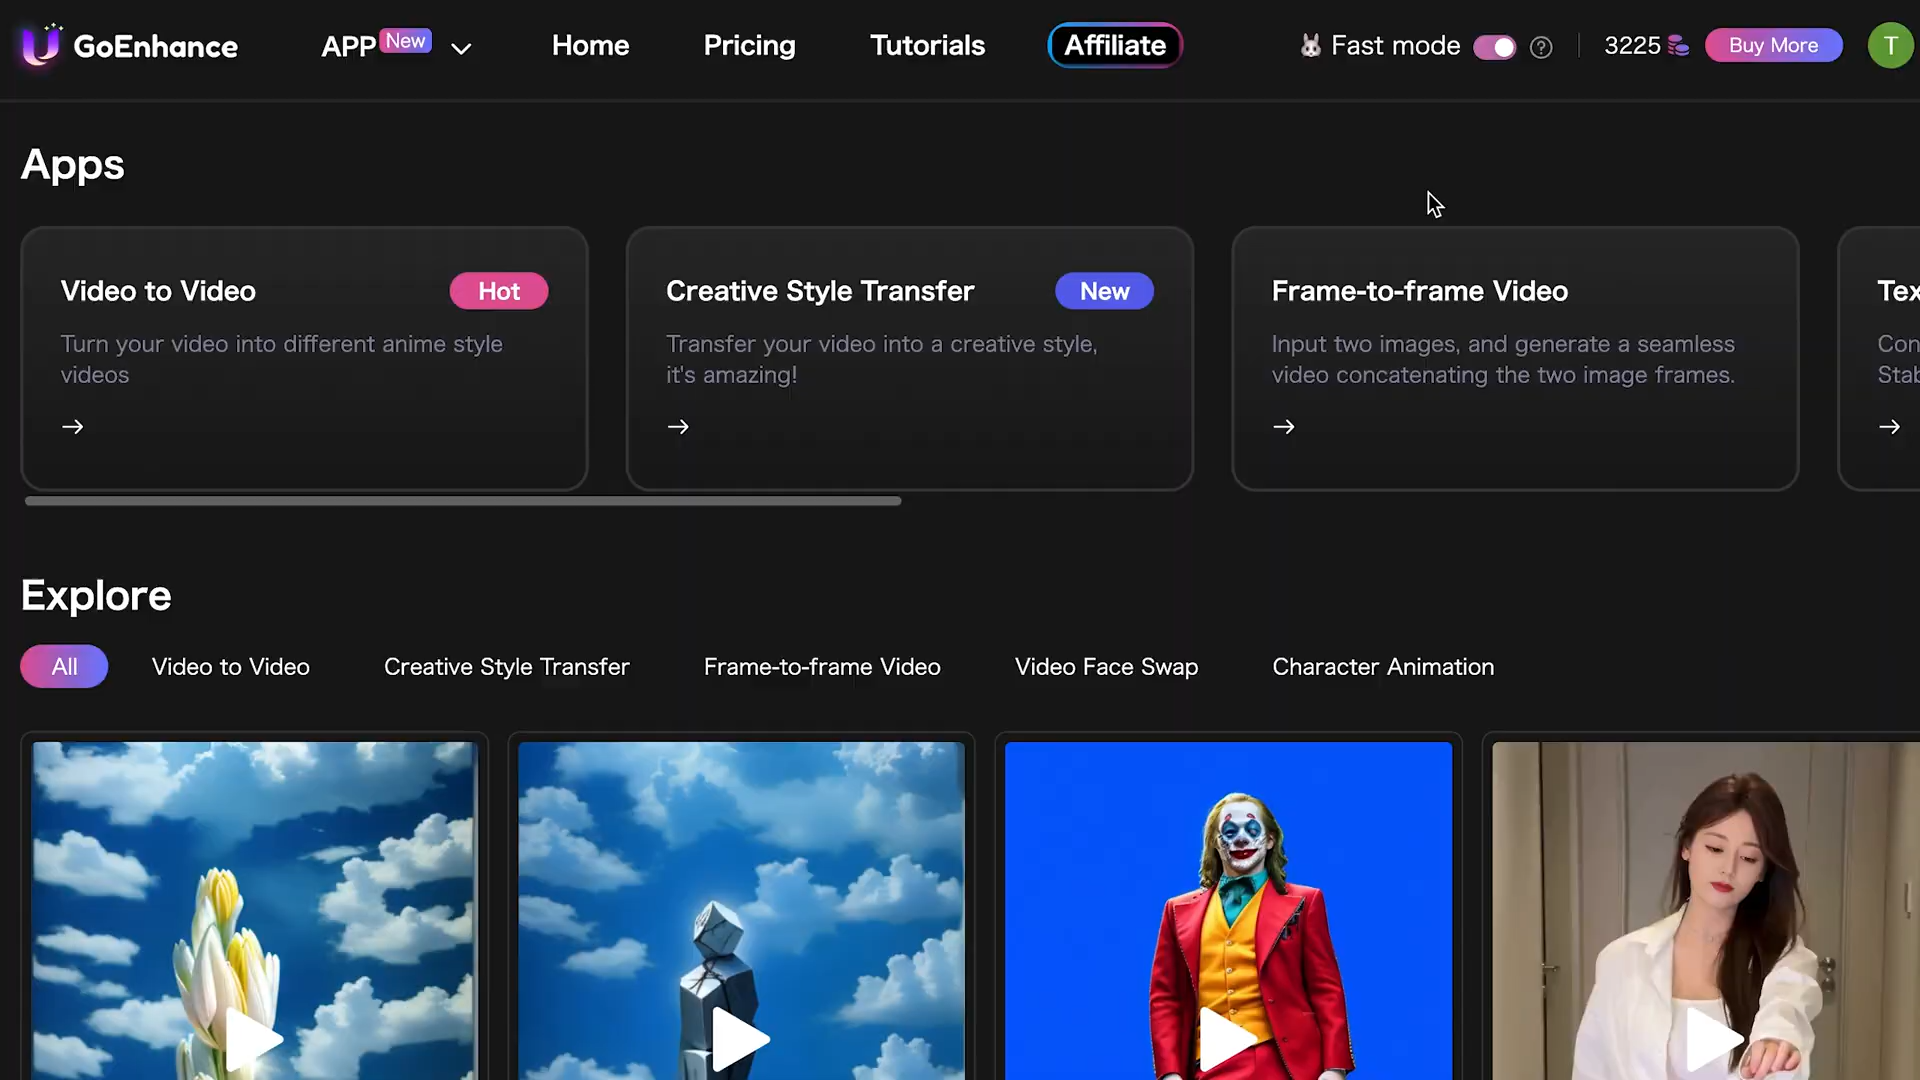 GoEnhance
APP New
Home
Pricing
Tutorials
Affiliate
Fast mode
3225
Buy More
T
Apps
Video to Video
Hot
Turn your video into different anime style
videos
Creative Style Transfer
New
Transfer your video into a creative style,
it's amazing!
Frame-to-frame Video
Input two images, and generate a seamless
video concatenating the two image frames.
Tex
Con
Stab
Explore
All
Video to Video
Creative Style Transfer
Frame-to-frame Video
Video Face Swap
Character Animation